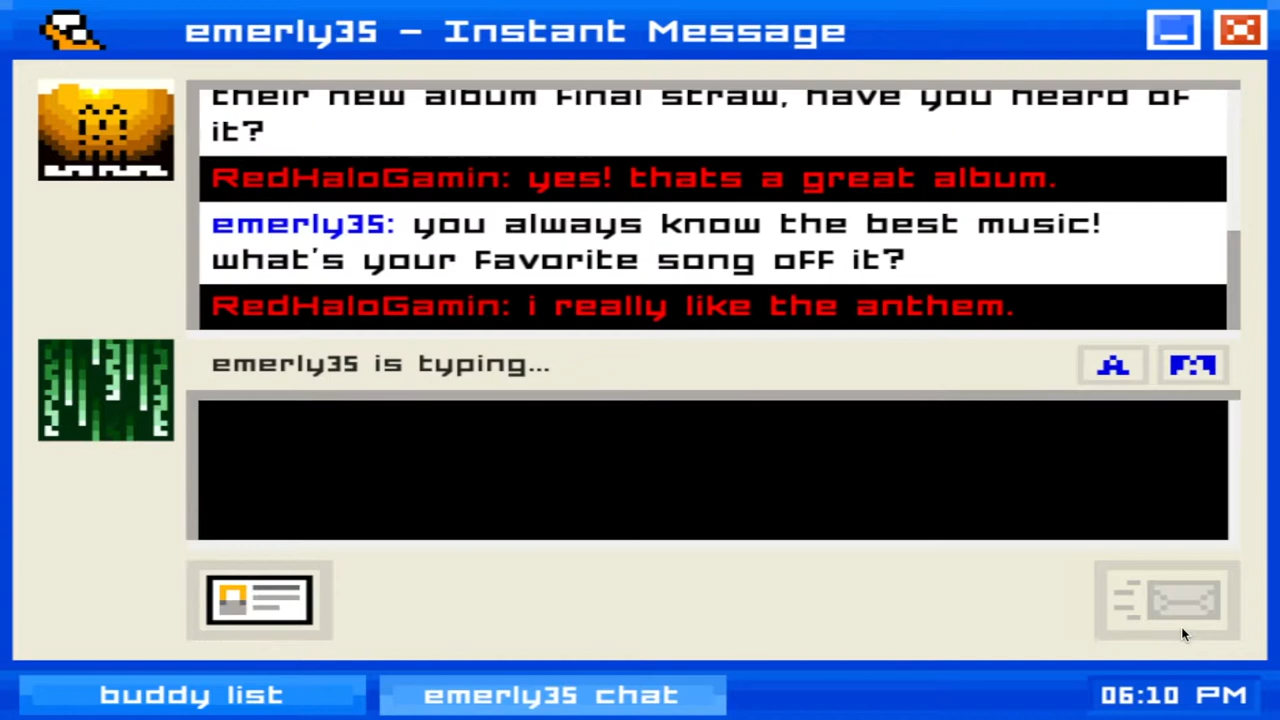 emerly35 - Instant Message
their new album final straw, have you heard of
it?
RedHaloGamin: yes! thats a great album.
emerly35: you always know the best music!
what's your favorite song off it?
RedHaloGamin: i really like the anthem.
emerly35 is typing...
A
buddy list
emerly35 chat
06:10 PM